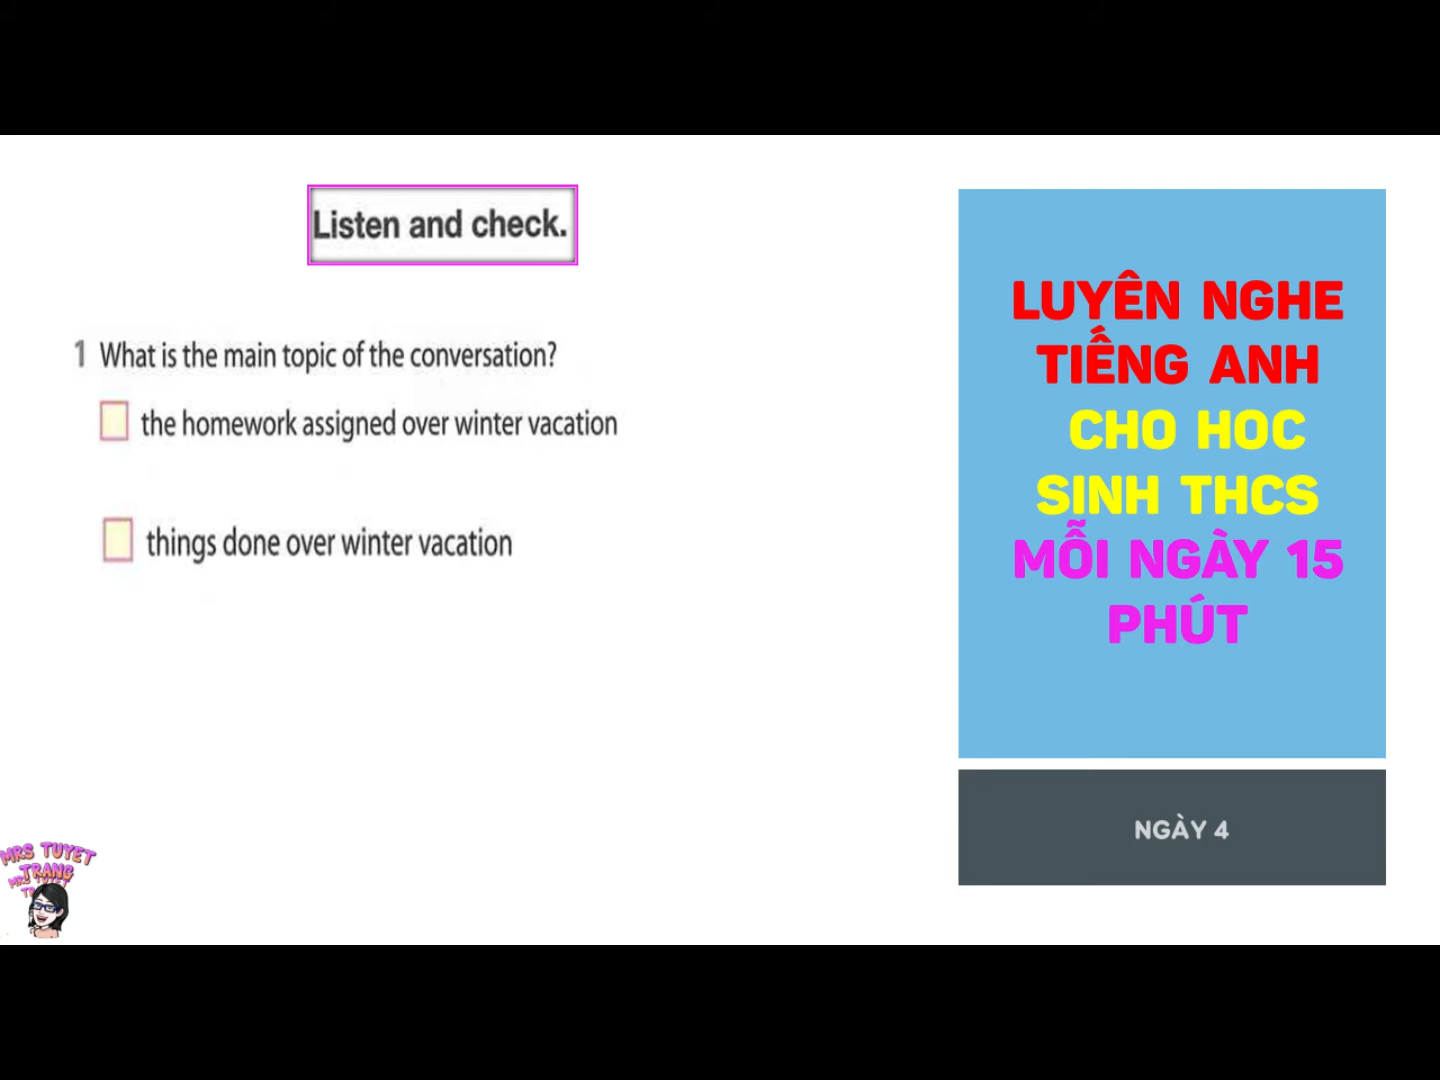 Listen and check.
1 What is the main topic of the conversation?
the homework assigned over winter vacation
things done over winter vacation
LUYÊN NGHE
TIẾNG ANH
CHO HOC
SINH THCS
MỖI NGÀY 15
PHÚT
NGÀY 4
MRS TUYET
TRANG